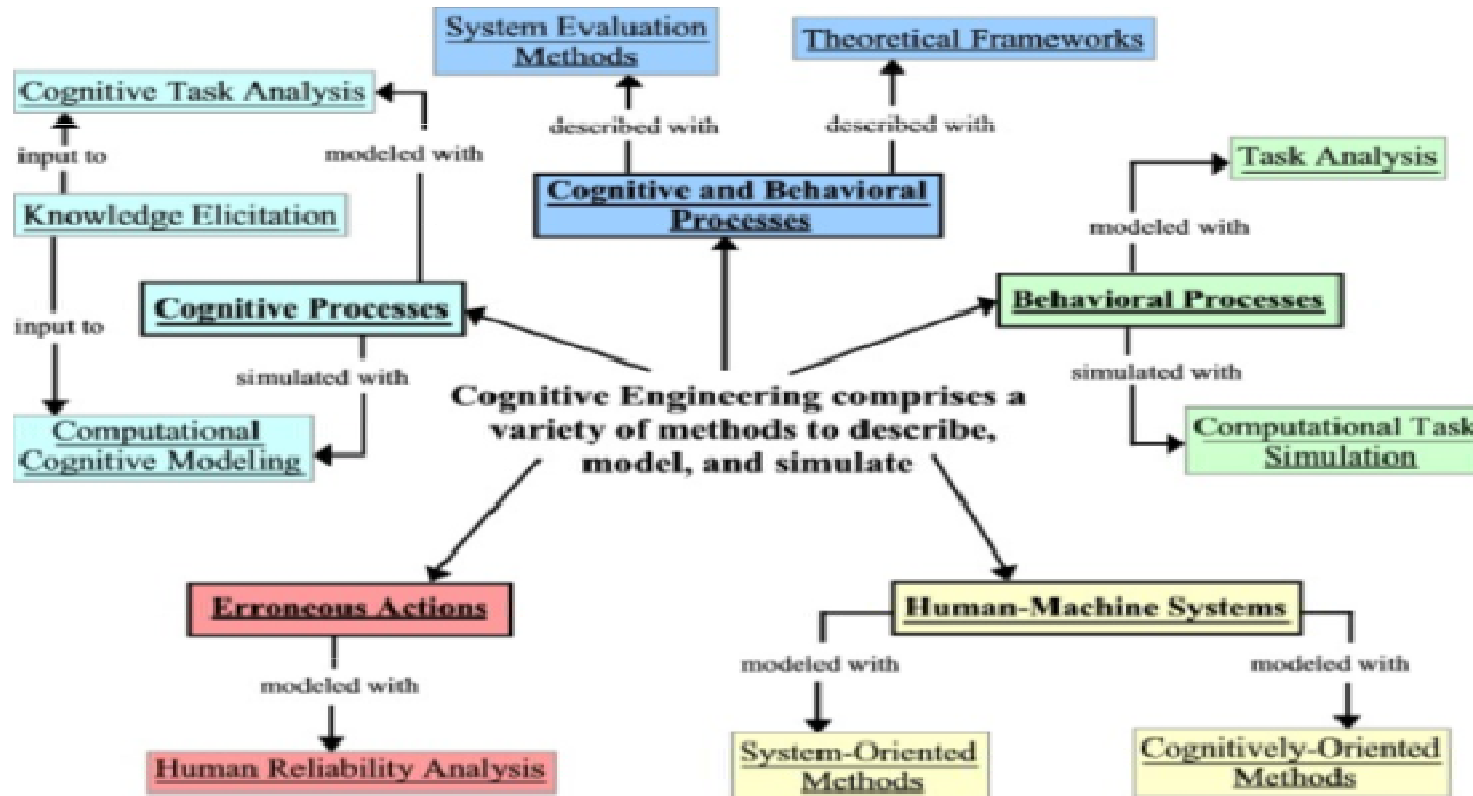 System Evaluation
Methods
Theoretical Frameworks
Cognitive Task Analysis
described with
described with
input to
modeled with
Task Analysis
Cognitive and Behavioral
Processes
Knowledge Elicitation
modeled with
Cognitive Processes
Behavioral Processes
input to
simulated with
simulated with
Cognitive Engineering comprises a
variety of methods to describe,
model, and simulate
Computational
Cognitive Modeling
Computational Task
Simulation
Erroneous Actions
Human-Machine Systems
modeled with
modeled with
modeled with
Human Reliability Analysis
System-Oriented
Methods
Cognitively-Oriented
Methods